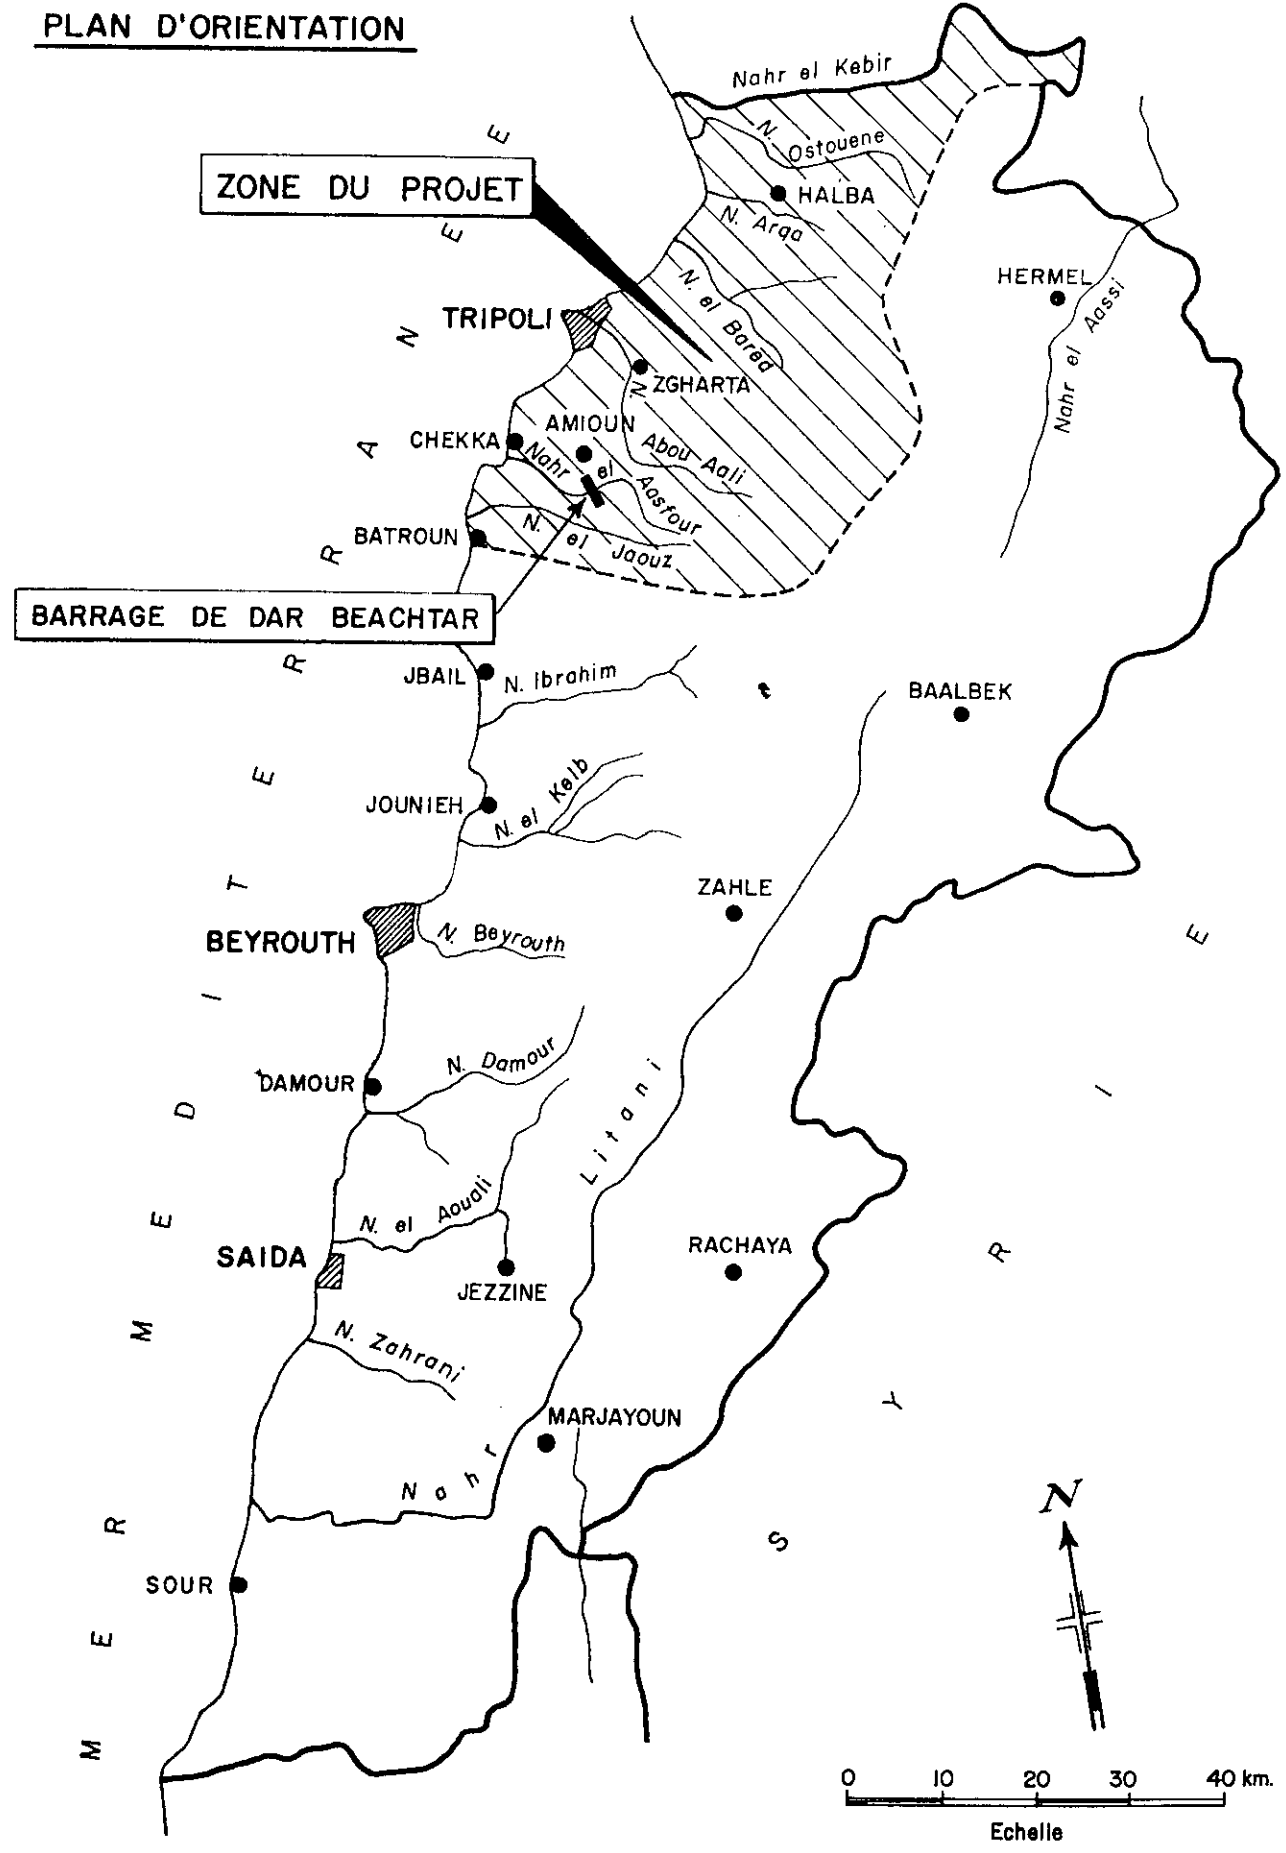 PLAN D'ORIENTATION
Nahr el Kebir
N. Ostouene
ZONE DU PROJET
HALBA
N. Arqa
HERMEL
Nahr el Aassi
N. el Bared
TRIPOLI
ZGHARTA
AMIOUN
CHEKKA
N. Abou Aali
Nahr el Aasfour
N. el Jaouz
BATROUN
BARRAGE DE DAR BEACHTAR
JBAIL
N. Ibrahim
BAALBEK
JOUNIEH
N. el Kelb
ZAHLE
BEYROUTH
N. Beyrouth
DAMOUR
N. Damour
Nahr Litani
N. el Aouali
SAIDA
JEZZINE
RACHAYA
N. Zahrani
MARJAYOUN
SOUR
MER MEDITERRANEE
SYRIE
N
0 10 20 30 40 km.
Echelle